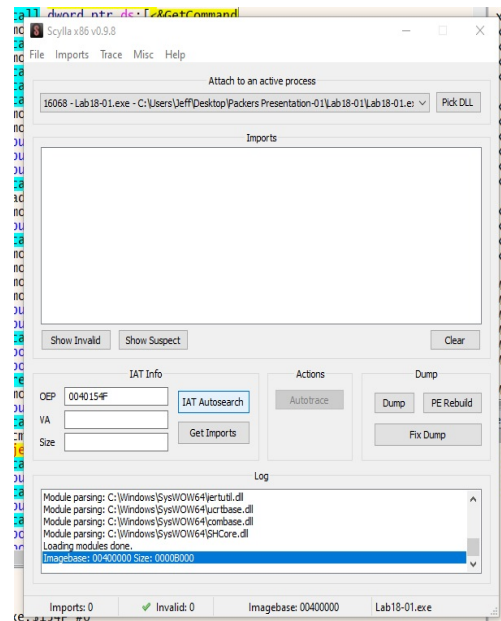 call dword ptr ds:[<&GetCommand
Scylla x86 v0.9.8
File Imports Trace Misc Help
Attach to an active process
16068 - Lab18-01.exe - C:\Users\Jeff\Desktop\Packers Presentation-01\Lab18-01\Lab18-01.e: Pick DLL
Imports
Show Invalid Show Suspect Clear
IAT Info Actions Dump
OEP 0040154F IAT Autosearch Autotrace Dump PE Rebuild
VA
Size Get Imports Fix Dump
Log
Module parsing: C:\Windows\SysWOW64\iertutil.dll
Module parsing: C:\Windows\SysWOW64\ucrtbase.dll
Module parsing: C:\Windows\SysWOW64\combase.dll
Module parsing: C:\Windows\SysWOW64\SHCore.dll
Loading modules done.
Imagebase: 00400000 Size: 0000B000
Imports: 0 Invalid: 0 Imagebase: 00400000 Lab18-01.exe